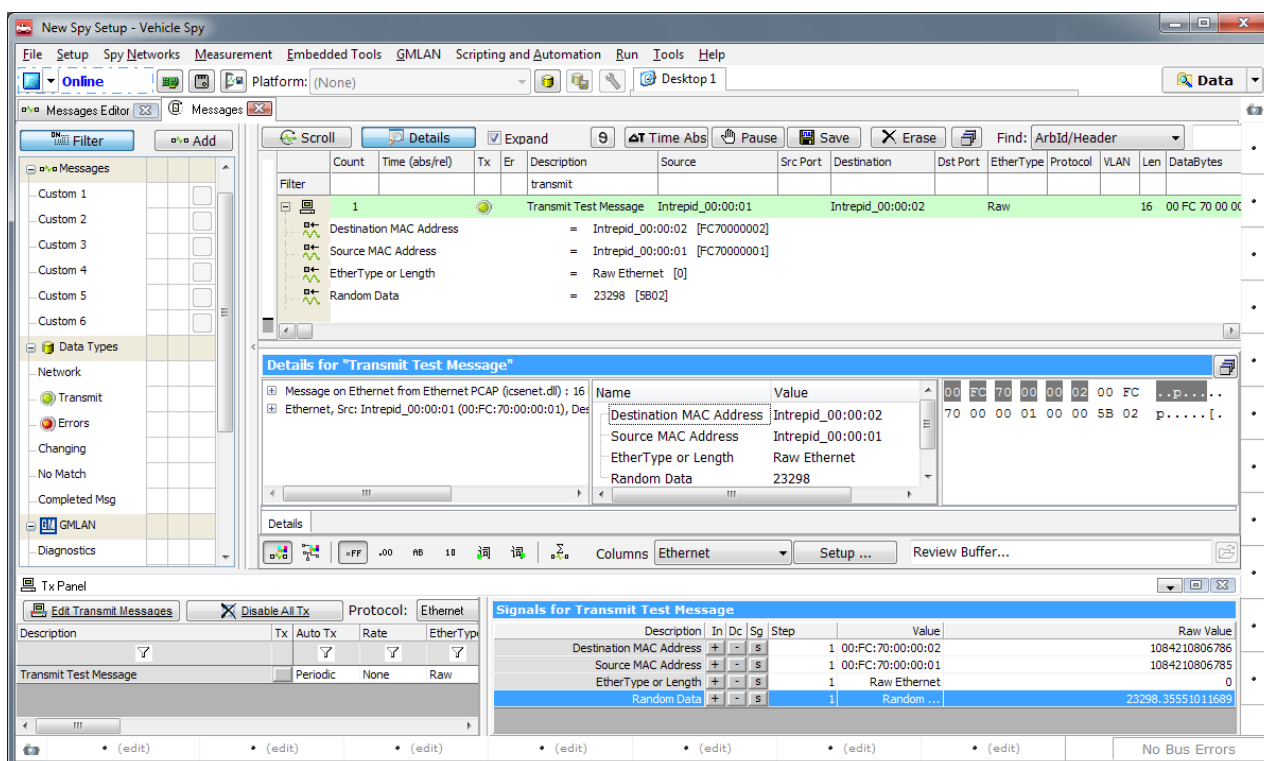 New Spy Setup - Vehicle Spy
File Setup Spy Networks Measurement Embedded Tools GMLAN Scripting and Automation Run Tools Help
Online Platform: (None) Desktop 1 Data
Messages Editor Messages
Filter Add Scroll Details Expand ΔT Time Abs Pause Save Erase Find: ArbId/Header
Count Time (abs/rel) Tx Er Description Source Src Port Destination Dst Port EtherType Protocol VLAN Len DataBytes
Filter transmit
1 Transmit Test Message Intrepid_00:00:01 Intrepid_00:00:02 Raw 16 00 FC 70 00 00
Destination MAC Address = Intrepid_00:00:02 [FC70000002]
Source MAC Address = Intrepid_00:00:01 [FC70000001]
EtherType or Length = Raw Ethernet [0]
Random Data = 23298 [5B02]
Messages
Custom 1
Custom 2
Custom 3
Custom 4
Custom 5
Custom 6
Data Types
Network
Transmit
Errors
Changing
No Match
Completed Msg
GM GMLAN
Diagnostics
Details for "Transmit Test Message"
Message on Ethernet from Ethernet PCAP (icsenet.dll) : 16
Ethernet, Src: Intrepid_00:00:01 (00:FC:70:00:00:01), Des
Name Value
Destination MAC Address Intrepid_00:00:02
Source MAC Address Intrepid_00:00:01
EtherType or Length Raw Ethernet
Random Data 23298
00 FC 70 00 00 02 00 FC ..p.....
70 00 00 01 00 00 5B 02 p.....[.
Details
×FF .00 AB 10 词 词 Σ Columns Ethernet Setup ... Review Buffer...
Tx Panel
Edit Transmit Messages Disable All Tx Protocol: Ethernet
Description Tx Auto Tx Rate EtherTyp
Transmit Test Message Periodic None Raw
Signals for Transmit Test Message
Description In Dc Sg Step Value Raw Value
Destination MAC Address + - S 1 00:FC:70:00:00:02 1084210806786
Source MAC Address + - S 1 00:FC:70:00:00:01 1084210806785
EtherType or Length + - S 1 Raw Ethernet 0
Random Data + - S 1 Random ... 23298.35551011689
(edit) (edit) (edit) (edit) (edit) (edit) (edit) No Bus Errors